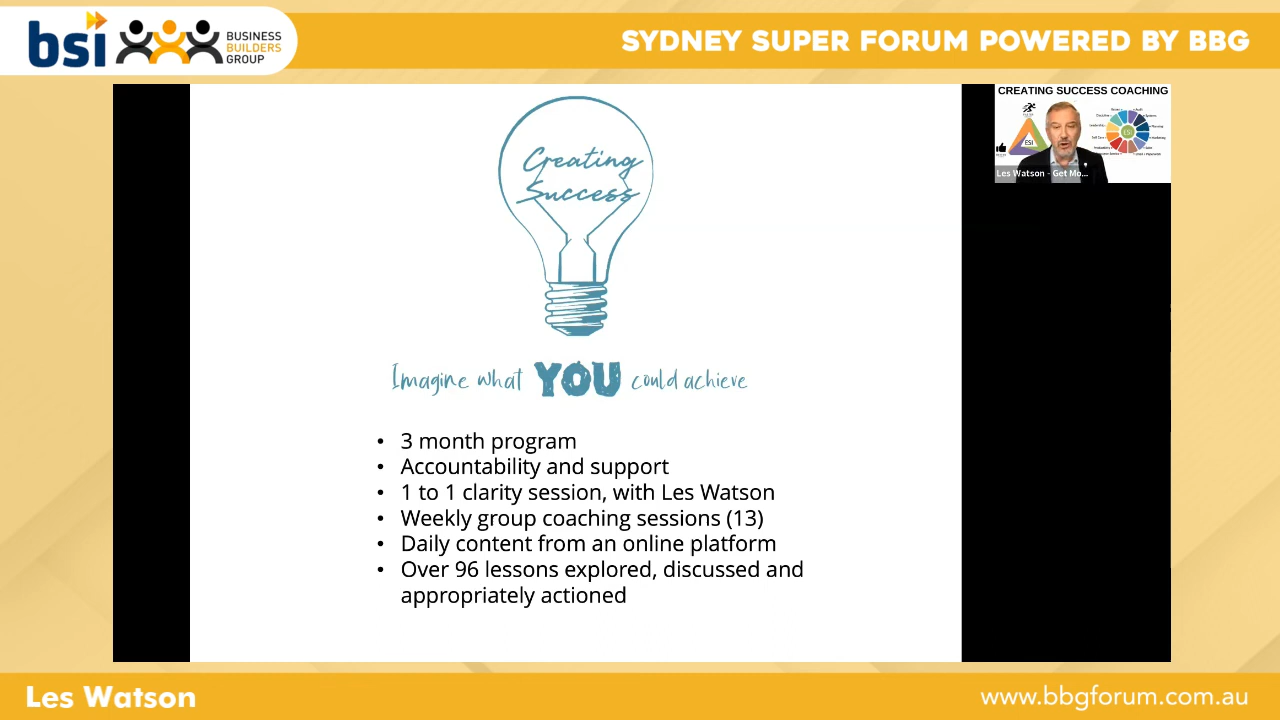 bsi
BUSINESS
BUILDERS
GROUP
SYDNEY SUPER FORUM POWERED BY BBG
CREATING SUCCESS COACHING
ESI
ESI
Les Watson - Get Mo...
Creating
Success
Imagine what YOU could achieve
• 3 month program
• Accountability and support
• 1 to 1 clarity session, with Les Watson
• Weekly group coaching sessions (13)
• Daily content from an online platform
• Over 96 lessons explored, discussed and
appropriately actioned
Les Watson
www.bbgforum.com.au